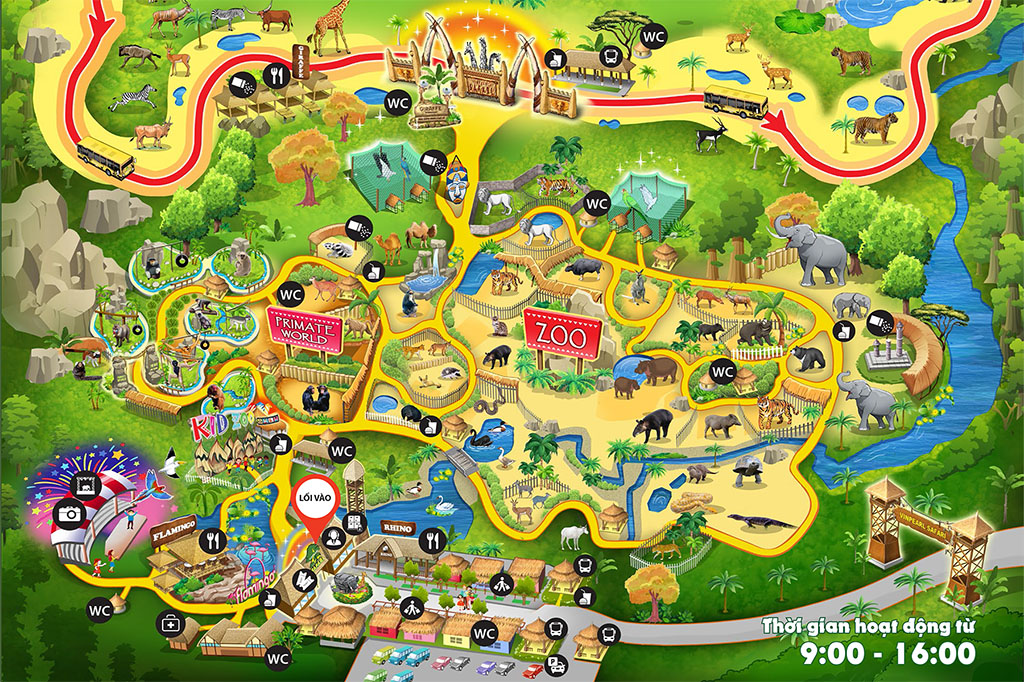 WC
GIRAFFE
WC
GIRAFFE
WC
WC
PRIMATE
WORLD
ZOO
WC
KID ZOO
WC
LỐI VÀO
FLAMINGO
RHINO
VINPEARL SAFARI
flamingo
WC
WC
WC
Thời gian hoạt động từ
9:00 - 16:00